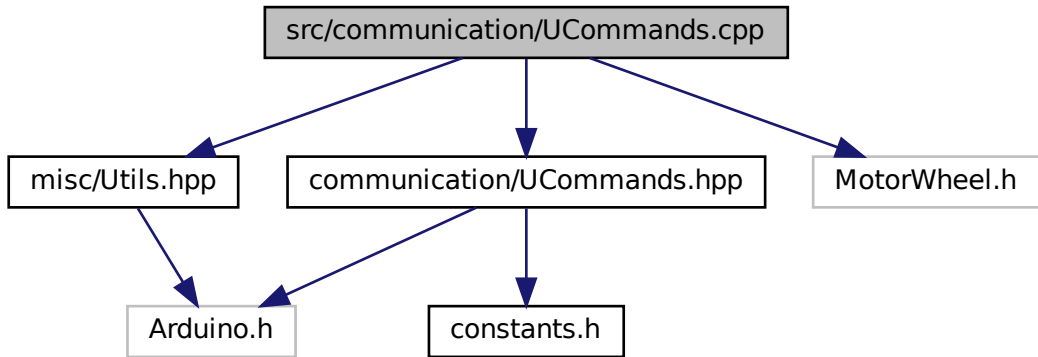 src/communication/UCommands.cpp
misc/Utils.hpp
communication/UCommands.hpp
MotorWheel.h
Arduino.h
constants.h